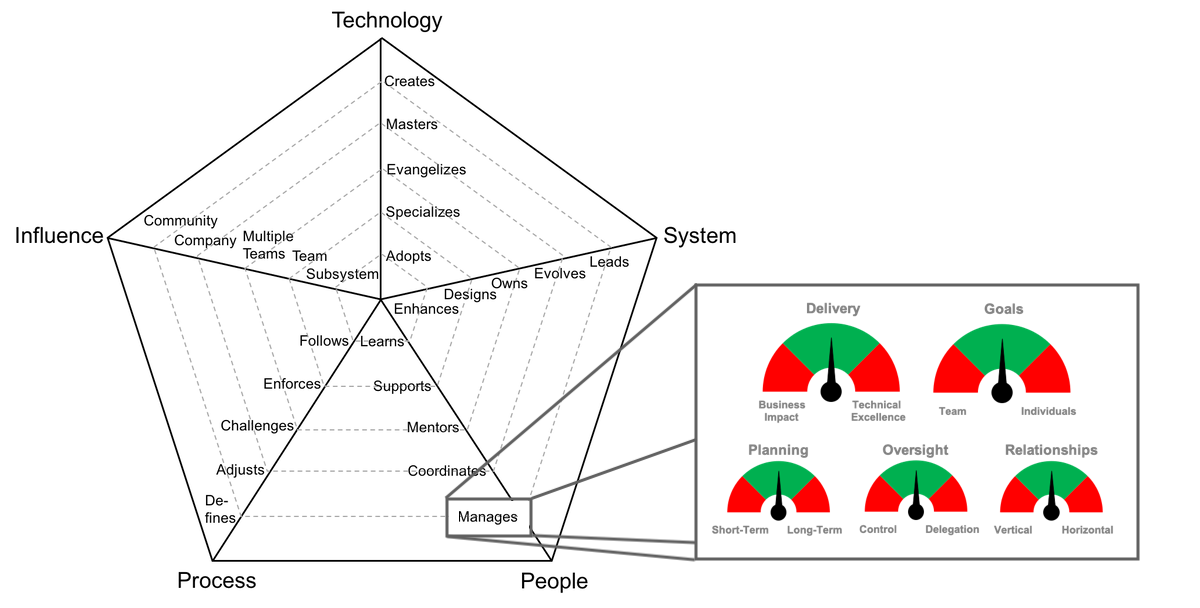 Technology
Creates
Masters
Evangelizes
Specializes
Adopts
Influence
Community
Company
Multiple
Teams
Team
Subsystem
System
Leads
Evolves
Owns
Designs
Enhances
Follows
Learns
Enforces
Supports
Challenges
Mentors
Adjusts
Coordinates
De-
fines
Manages
Process
People
Delivery
Business
Impact
Technical
Excellence
Goals
Team
Individuals
Planning
Short-Term
Long-Term
Oversight
Control
Delegation
Relationships
Vertical
Horizontal